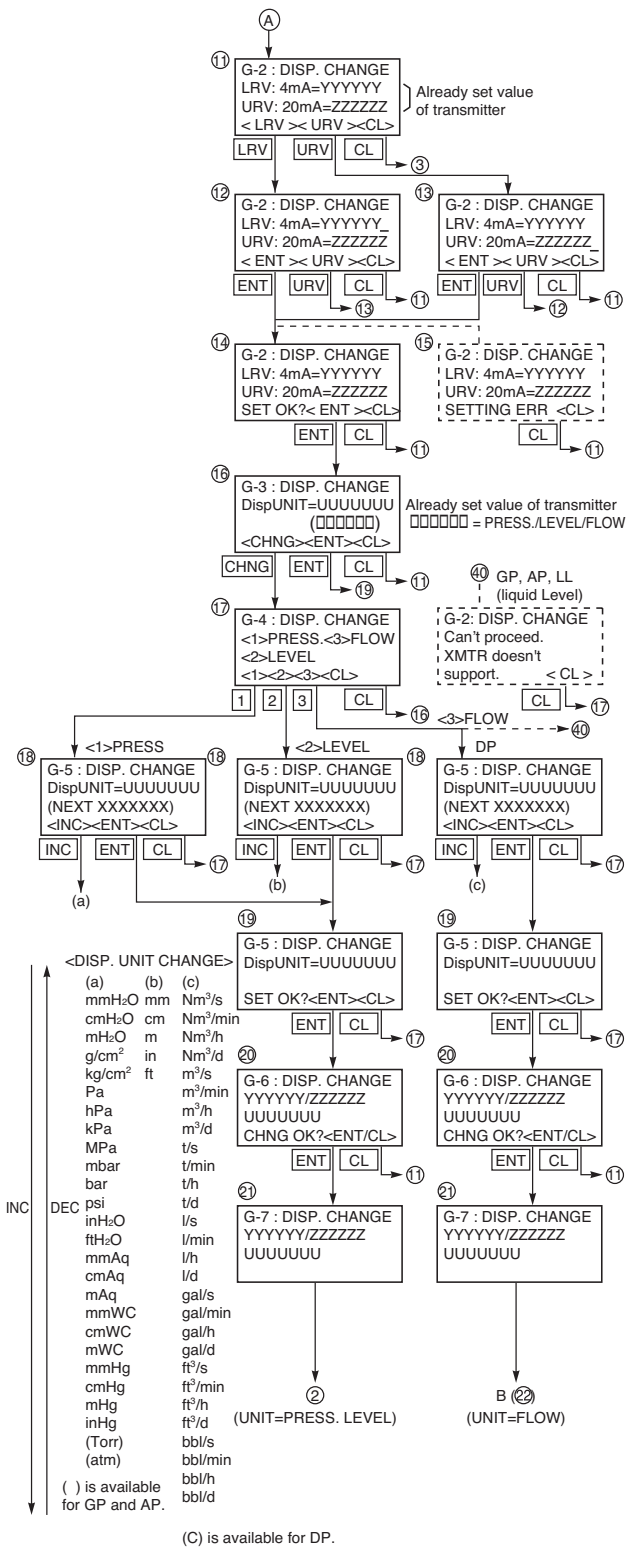 A
⑪
G-2 : DISP. CHANGE
LRV: 4mA=YYYYYY
URV: 20mA=ZZZZZZ
< LRV >< URV ><CL>
Already set value
of transmitter
LRV URV CL
③
⑫
G-2 : DISP. CHANGE
LRV: 4mA=YYYYYY_
URV: 20mA=ZZZZZZ
< ENT >< URV ><CL>
ENT URV CL
⑬ ⑪
⑬
G-2 : DISP. CHANGE
LRV: 4mA=YYYYYY
URV: 20mA=ZZZZZZ_
< ENT >< URV ><CL>
ENT URV CL
⑫ ⑪
⑭
G-2 : DISP. CHANGE
LRV: 4mA=YYYYYY
URV: 20mA=ZZZZZZ
SET OK?< ENT ><CL>
ENT CL
⑪
⑮
G-2 : DISP. CHANGE
LRV: 4mA=YYYYYY
URV: 20mA=ZZZZZZ
SETTING ERR <CL>
CL
⑪
⑯
G-3 : DISP. CHANGE
DispUNIT=UUUUUUU
(▯▯▯▯▯▯)
<CHNG><ENT><CL>
Already set value of transmitter
▯▯▯▯▯▯ = PRESS./LEVEL/FLOW
CHNG ENT CL
⑲ ⑪
⑰
G-4 : DISP. CHANGE
<1>PRESS.<3>FLOW
<2>LEVEL
<1><2><3><CL>
1 2 3 CL
⑯
㊵ GP, AP, LL
(liquid Level)
G-2: DISP. CHANGE
Can't proceed.
XMTR doesn't
support. < CL >
CL
⑰
<3>FLOW
㊵
⑱ <1>PRESS
G-5 : DISP. CHANGE
DispUNIT=UUUUUUU
(NEXT XXXXXXX)
<INC><ENT><CL>
INC ENT CL
⑰
(a)
⑱ <2>LEVEL
G-5 : DISP. CHANGE
DispUNIT=UUUUUUU
(NEXT XXXXXXX)
<INC><ENT><CL>
INC ENT CL
⑰
(b)
⑱ DP
G-5 : DISP. CHANGE
DispUNIT=UUUUUUU
(NEXT XXXXXXX)
<INC><ENT><CL>
INC ENT CL
⑰
(c)
⑲
G-5 : DISP. CHANGE
DispUNIT=UUUUUUU
SET OK?<ENT><CL>
ENT CL
⑰
⑲
G-5 : DISP. CHANGE
DispUNIT=UUUUUUU
SET OK?<ENT><CL>
ENT CL
⑰
⑳
G-6 : DISP. CHANGE
YYYYYY/ZZZZZZ
UUUUUUU
CHNG OK?<ENT/CL>
ENT CL
⑪
⑳
G-6 : DISP. CHANGE
YYYYYY/ZZZZZZ
UUUUUUU
CHNG OK?<ENT/CL>
ENT CL
⑪
㉑
G-7 : DISP. CHANGE
YYYYYY/ZZZZZZ
UUUUUUU
②
(UNIT=PRESS. LEVEL)
㉑
G-7 : DISP. CHANGE
YYYYYY/ZZZZZZ
UUUUUUU
B (㉒)
(UNIT=FLOW)
<DISP. UNIT CHANGE>
(a) (b) (c)
mmH₂O mm Nm³/s
cmH₂O cm Nm³/min
mH₂O m Nm³/h
g/cm² in Nm³/d
kg/cm² ft m³/s
Pa m³/min
hPa m³/h
kPa m³/d
MPa t/s
mbar t/min
bar t/h
psi t/d
inH₂O l/s
ftH₂O l/min
mmAq l/h
cmAq l/d
mAq gal/s
mmWC gal/min
cmWC gal/h
mWC gal/d
mmHg ft³/s
cmHg ft³/min
mHg ft³/h
inHg ft³/d
(Torr) bbl/s
(atm) bbl/min
bbl/h
bbl/d
INC DEC
( ) is available
for GP and AP.
(C) is available for DP.